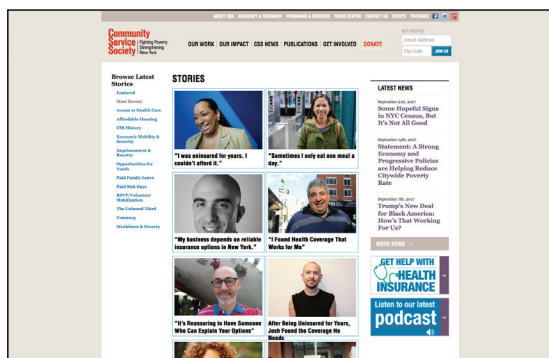 ABOUT CSS ADVOCACY & RESEARCH PROGRAMS & SERVICES PRESS CENTER CONTACT US EVENTS FEATURES
Community
Service
Society
Fighting Poverty
Strengthening
New York
OUR WORK OUR IMPACT CSS NEWS PUBLICATIONS GET INVOLVED DONATE
GET UPDATES
Email Address
Zip Code JOIN US
Browse Latest
Stories
Featured
Most Recent
Access to Health Care
Affordable Housing
CSS History
Economic Mobility &
Security
Imprisonment &
Reentry
Opportunities for
Youth
Paid Family Leave
Paid Sick Days
RSVP/Volunteer
Mobilization
The Unheard Third
Voices13
Workforce & Poverty
STORIES
"I was uninsured for years. I
couldn't afford it."
"Sometimes I only eat one meal a
day."
"My business depends on reliable
insurance options in New York."
"I Found Health Coverage That
Works for Me"
"It's Reassuring to Have Someone
Who Can Explain Your Options"
After Being Uninsured for Years,
Josh Found the Coverage He
Needs
LATEST NEWS
September 21st, 2017
Some Hopeful Signs
in NYC Census, But
It's Not All Good
September 14th, 2017
Statement: A Strong
Economy and
Progressive Policies
are Helping Reduce
Citywide Poverty
Rate
September 7th, 2017
Trump's New Deal
for Black America:
How's That Working
For Us?
MORE NEWS →
GET HELP WITH
HEALTH
INSURANCE
Listen to our latest
podcast